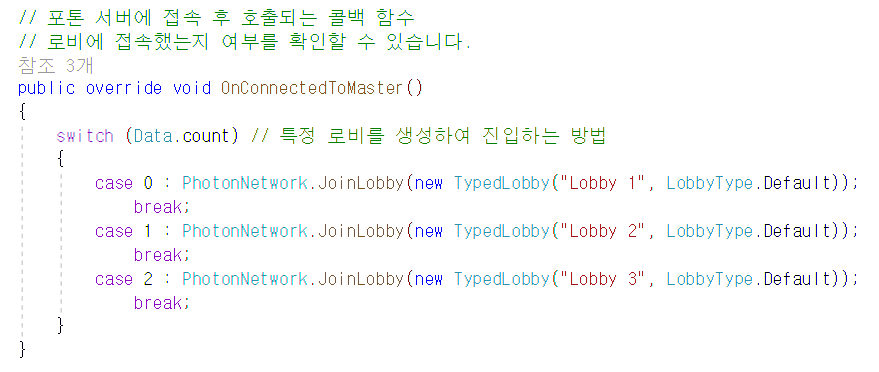 // 포톤 서버에 접속 후 호출되는 콜백 함수
// 로비에 접속했는지 여부를 확인할 수 있습니다.
참조 3개
public override void OnConnectedToMaster()
{
switch (Data.count) // 특정 로비를 생성하여 진입하는 방법
{
case 0 : PhotonNetwork.JoinLobby(new TypedLobby("Lobby 1", LobbyType.Default));
break;
case 1 : PhotonNetwork.JoinLobby(new TypedLobby("Lobby 2", LobbyType.Default));
break;
case 2 : PhotonNetwork.JoinLobby(new TypedLobby("Lobby 3", LobbyType.Default));
break;
}
}